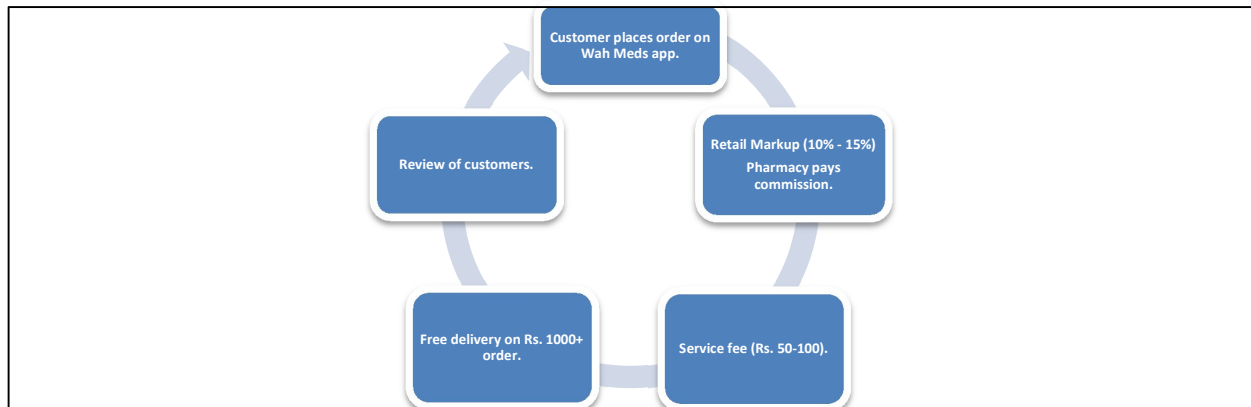 Customer places order on
Wah Meds app.
Retail Markup (10% - 15%)
Pharmacy pays
commission.
Service fee (Rs. 50-100).
Free delivery on Rs. 1000+
order.
Review of customers.